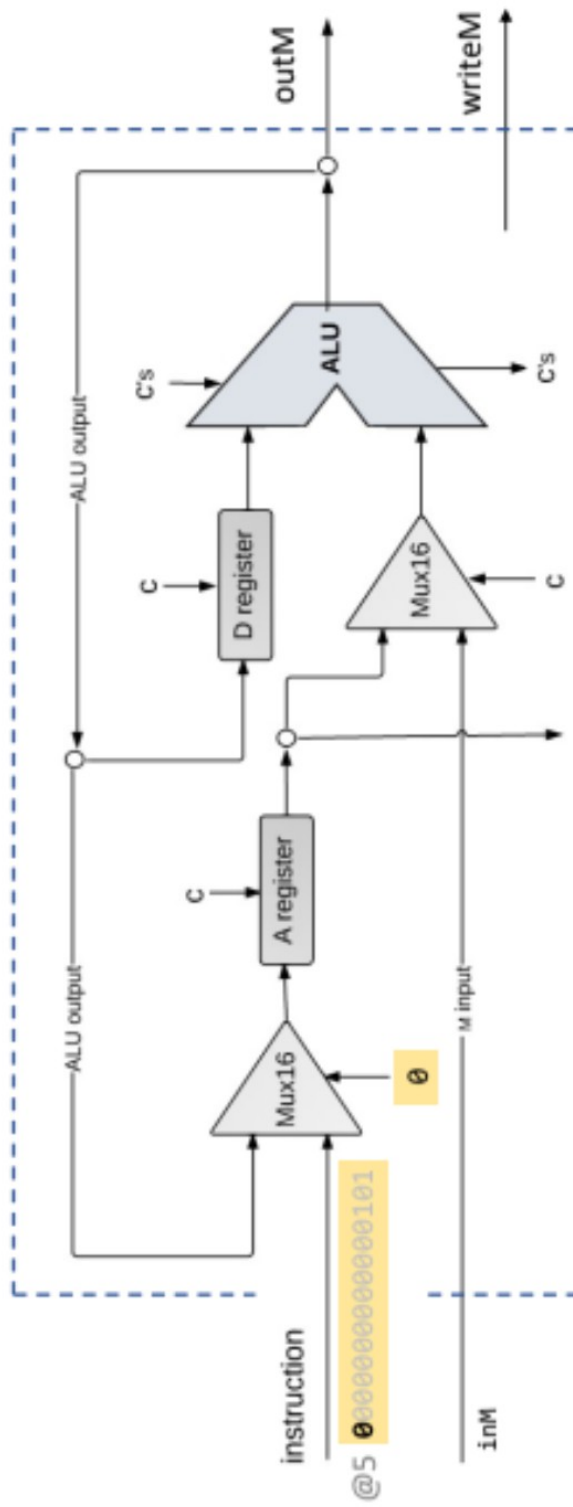 ALU output
ALU output
C's
C
D register
C
outM
ALU
A register
Mux16
instruction
Mux16
@5 0000000000000101
0
C
C's
writeM
M input
inM